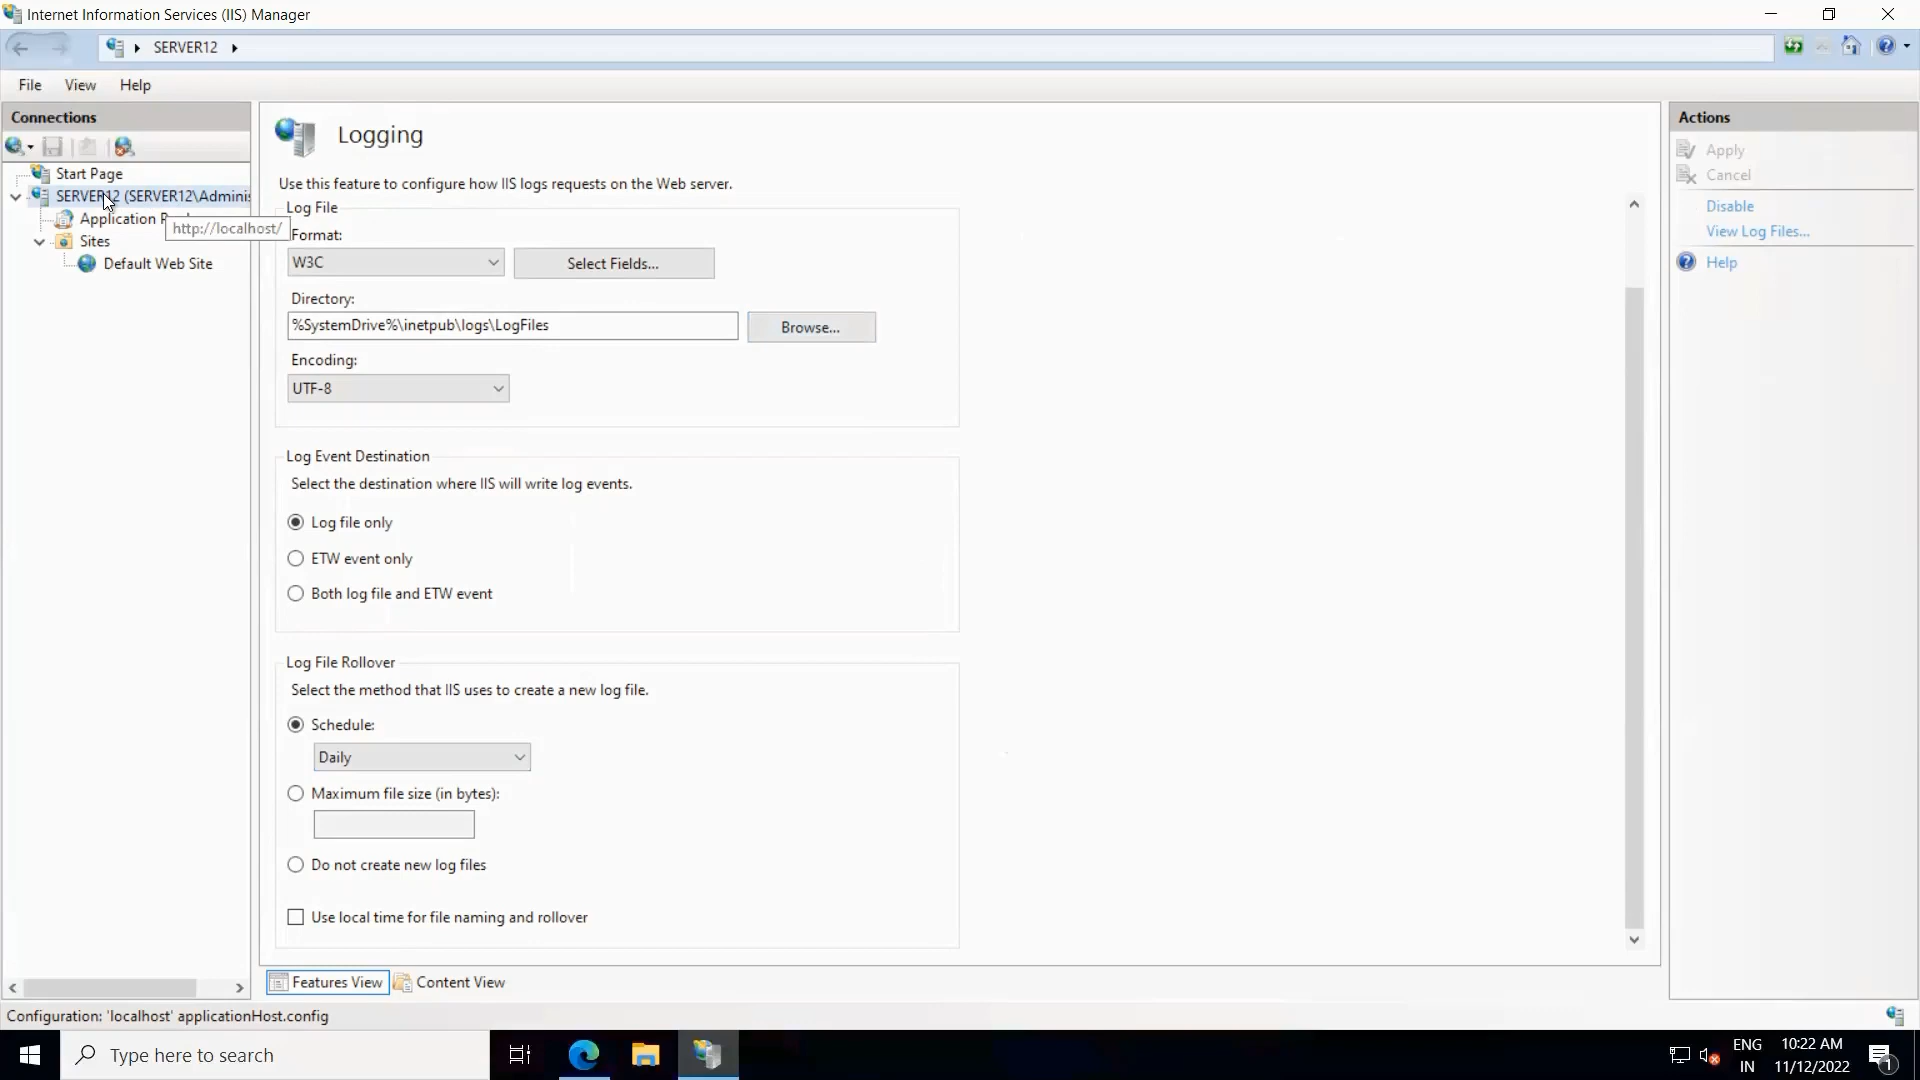 Internet Information Services (IIS) Manager
SERVER12
File View Help
Connections
Start Page
SERVER12 (SERVER12\Adminis
Application P
http://localhost/
Sites
Default Web Site
Logging
Use this feature to configure how IIS logs requests on the Web server.
Log File
Format:
W3C
Select Fields...
Directory:
%SystemDrive%\inetpub\logs\LogFiles
Browse...
Encoding:
UTF-8
Log Event Destination
Select the destination where IIS will write log events.
Log file only
ETW event only
Both log file and ETW event
Log File Rollover
Select the method that IIS uses to create a new log file.
Schedule:
Daily
Maximum file size (in bytes):
Do not create new log files
Use local time for file naming and rollover
Features View
Content View
Actions
Apply
Cancel
Disable
View Log Files...
Help
Configuration: 'localhost' applicationHost.config
Type here to search
ENG
IN
10:22 AM
11/12/2022
1